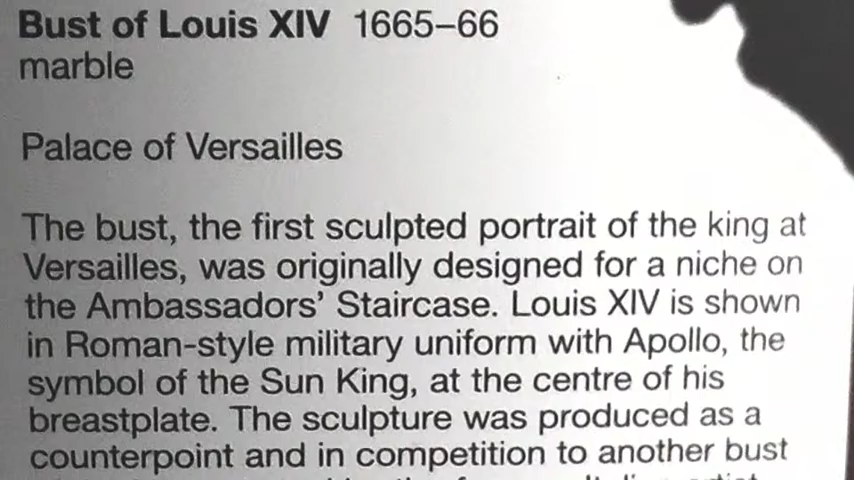 Bust of Louis XIV 1665–66
marble
Palace of Versailles
The bust, the first sculpted portrait of the king at
Versailles, was originally designed for a niche on
the Ambassadors’ Staircase. Louis XIV is shown
in Roman-style military uniform with Apollo, the
symbol of the Sun King, at the centre of his
breastplate. The sculpture was produced as a
counterpoint and in competition to another bust